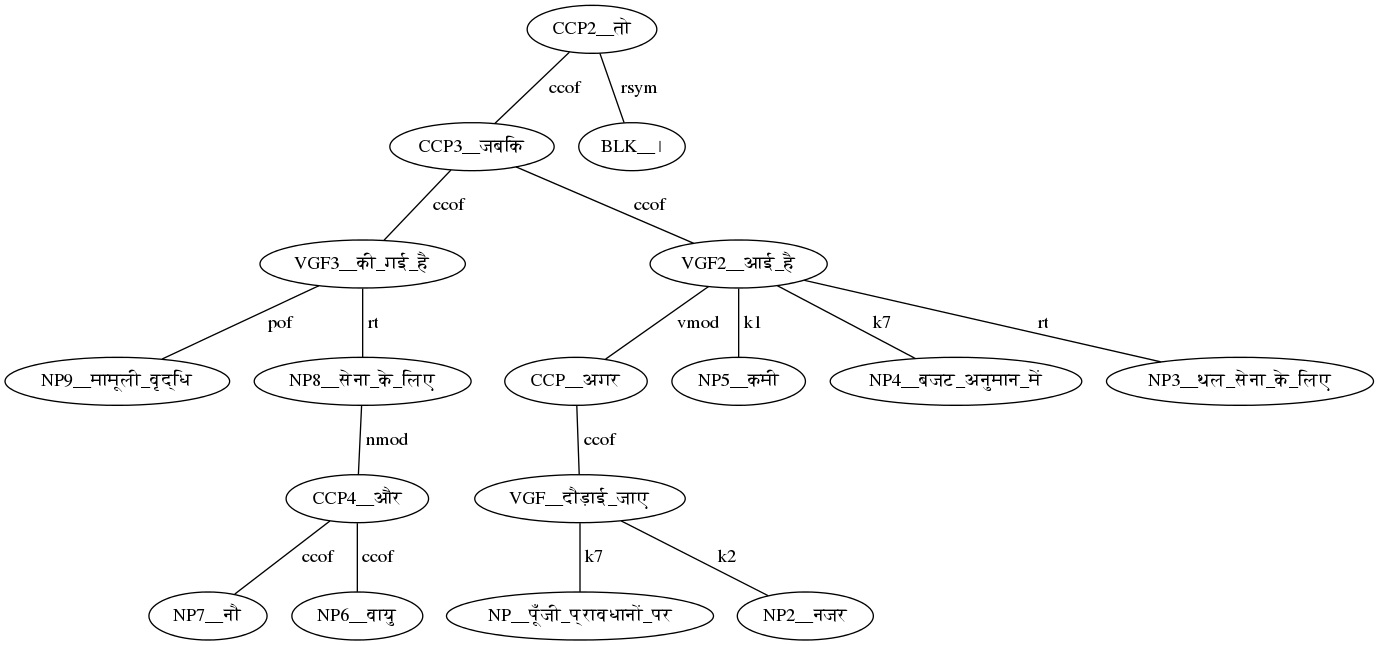 CCP2__तो
ccof rsym
CCP3__जबकि BLK__।
ccof ccof
VGF3__की_गई_है VGF2__आई_है
pof rt vmod k1 k7 rt
NP9__मामूली_वृद्धि NP8__सेना_के_लिए CCP__अगर NP5__कमी NP4__बजट_अनुमान_में NP3__थल_सेना_के_लिए
nmod ccof
CCP4__और VGF__दौड़ाई_जाए
ccof ccof k7 k2
NP7__नौ NP6__वायु NP__पूँजी_प्रावधानों_पर NP2__नजर